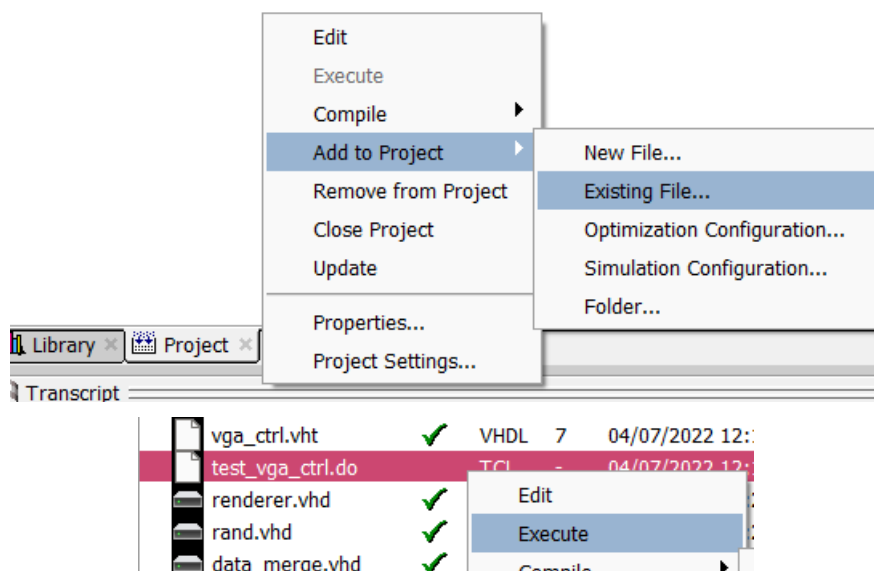 Edit
Execute
Compile
Add to Project
New File...
Remove from Project
Existing File...
Close Project
Optimization Configuration...
Update
Simulation Configuration...
Folder...
Properties...
Library
Project
Project Settings...
Transcript
vga_ctrl.vht VHDL 7 04/07/2022 12:
test_vga_ctrl.do TCL - 04/07/2022 12:
renderer.vhd
Edit
rand.vhd
Execute
data_merge.vhd
Compile